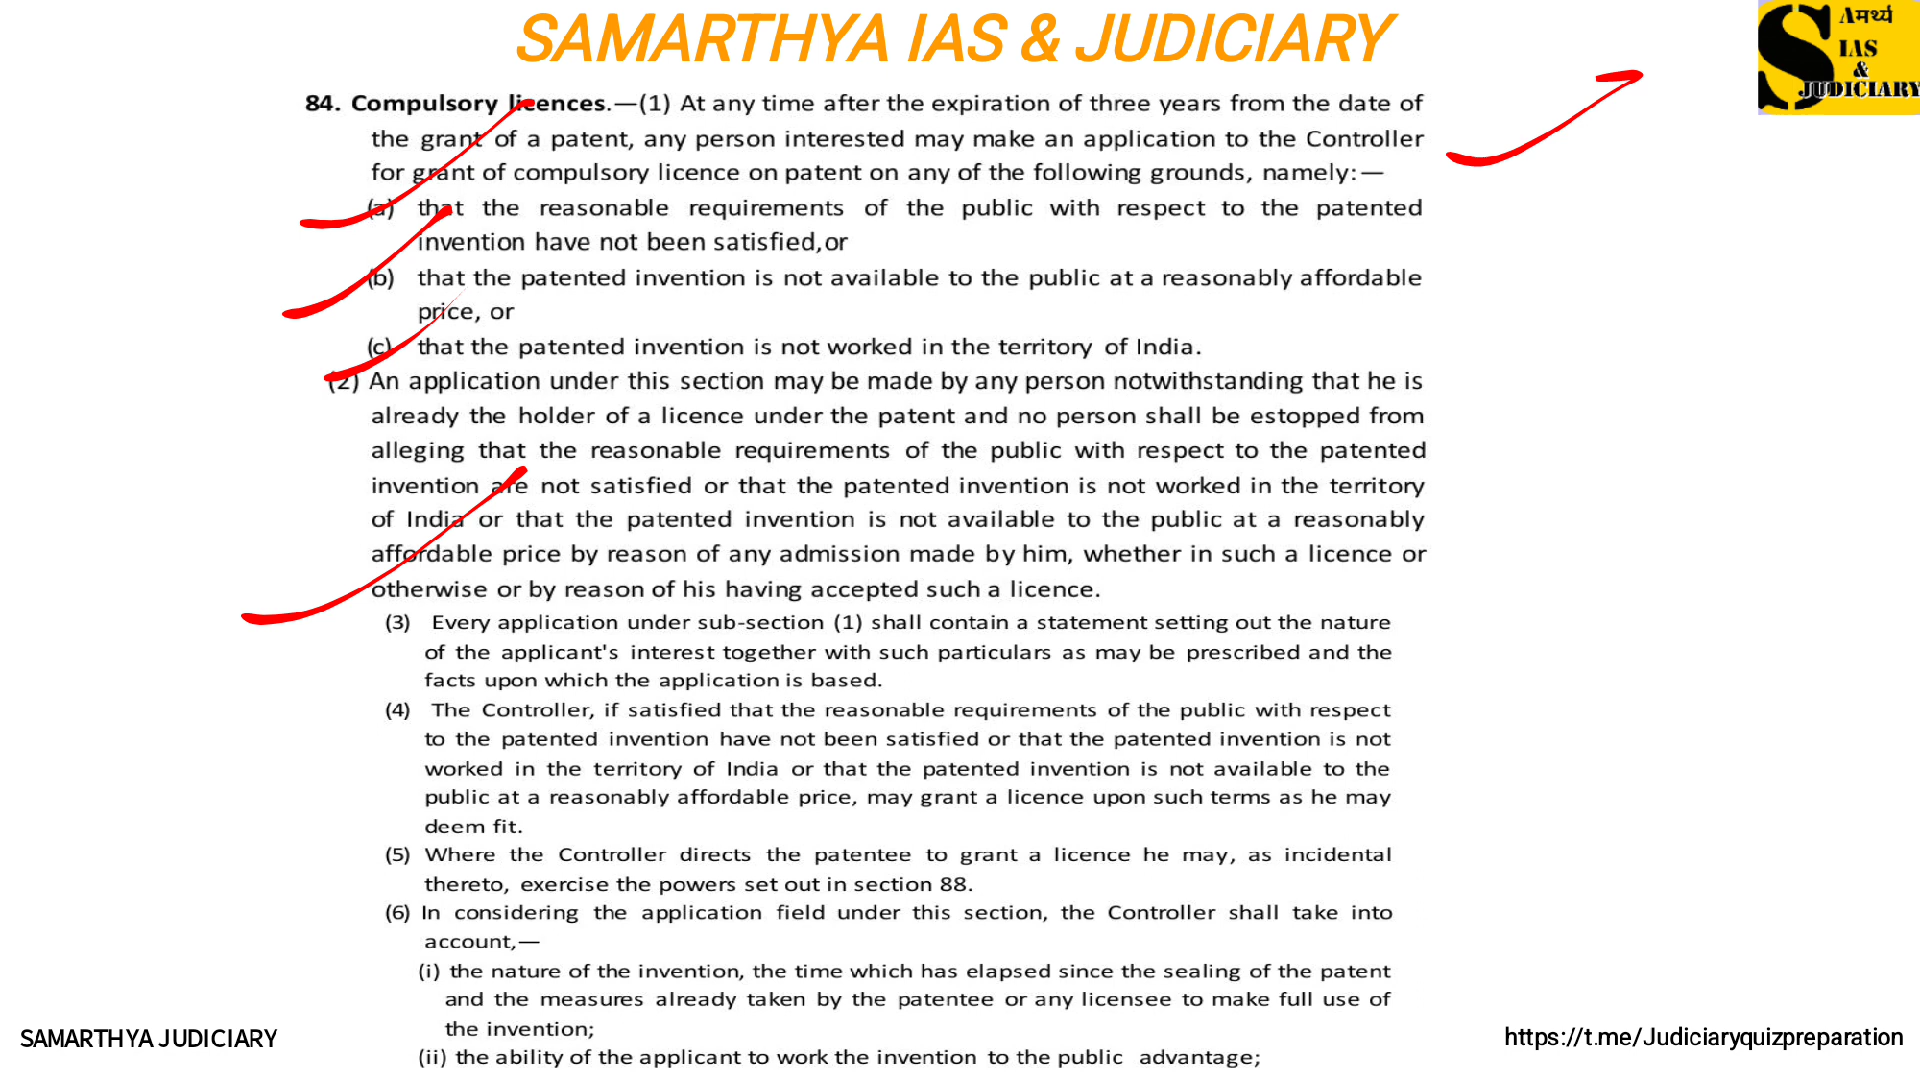 SAMARTHYA IAS & JUDICIARY
Aमर्थ्य
IAS
&
JUDICIARY
84. Compulsory licences.—(1) At any time after the expiration of three years from the date of
the grant of a patent, any person interested may make an application to the Controller
for grant of compulsory licence on patent on any of the following grounds, namely:—
(a) that the reasonable requirements of the public with respect to the patented
invention have not been satisfied,or
(b) that the patented invention is not available to the public at a reasonably affordable
price, or
(c) that the patented invention is not worked in the territory of India.
(2) An application under this section may be made by any person notwithstanding that he is
already the holder of a licence under the patent and no person shall be estopped from
alleging that the reasonable requirements of the public with respect to the patented
invention are not satisfied or that the patented invention is not worked in the territory
of India or that the patented invention is not available to the public at a reasonably
affordable price by reason of any admission made by him, whether in such a licence or
otherwise or by reason of his having accepted such a licence.
(3) Every application under sub-section (1) shall contain a statement setting out the nature
of the applicant's interest together with such particulars as may be prescribed and the
facts upon which the application is based.
(4) The Controller, if satisfied that the reasonable requirements of the public with respect
to the patented invention have not been satisfied or that the patented invention is not
worked in the territory of India or that the patented invention is not available to the
public at a reasonably affordable price, may grant a licence upon such terms as he may
deem fit.
(5) Where the Controller directs the patentee to grant a licence he may, as incidental
thereto, exercise the powers set out in section 88.
(6) In considering the application field under this section, the Controller shall take into
account,—
(i) the nature of the invention, the time which has elapsed since the sealing of the patent
and the measures already taken by the patentee or any licensee to make full use of
the invention;
(ii) the ability of the applicant to work the invention to the public advantage;
SAMARTHYA JUDICIARY
https://t.me/Judiciaryquizpreparation